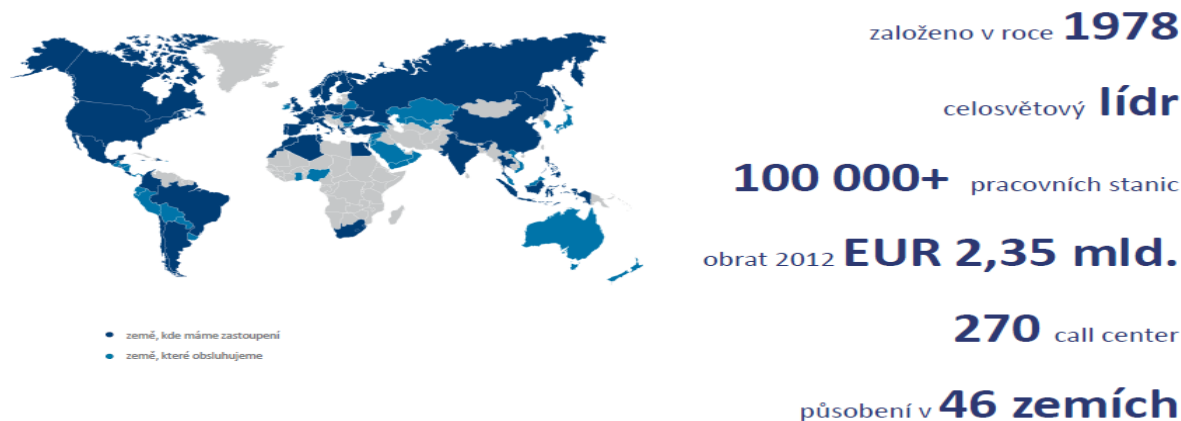 založeno v roce 1978
celosvětový lídr
100 000+ pracovních stanic
obrat 2012 EUR 2,35 mld.
270 call center
působení v 46 zemích
země, kde máme zastoupení
země, které obsluhujeme